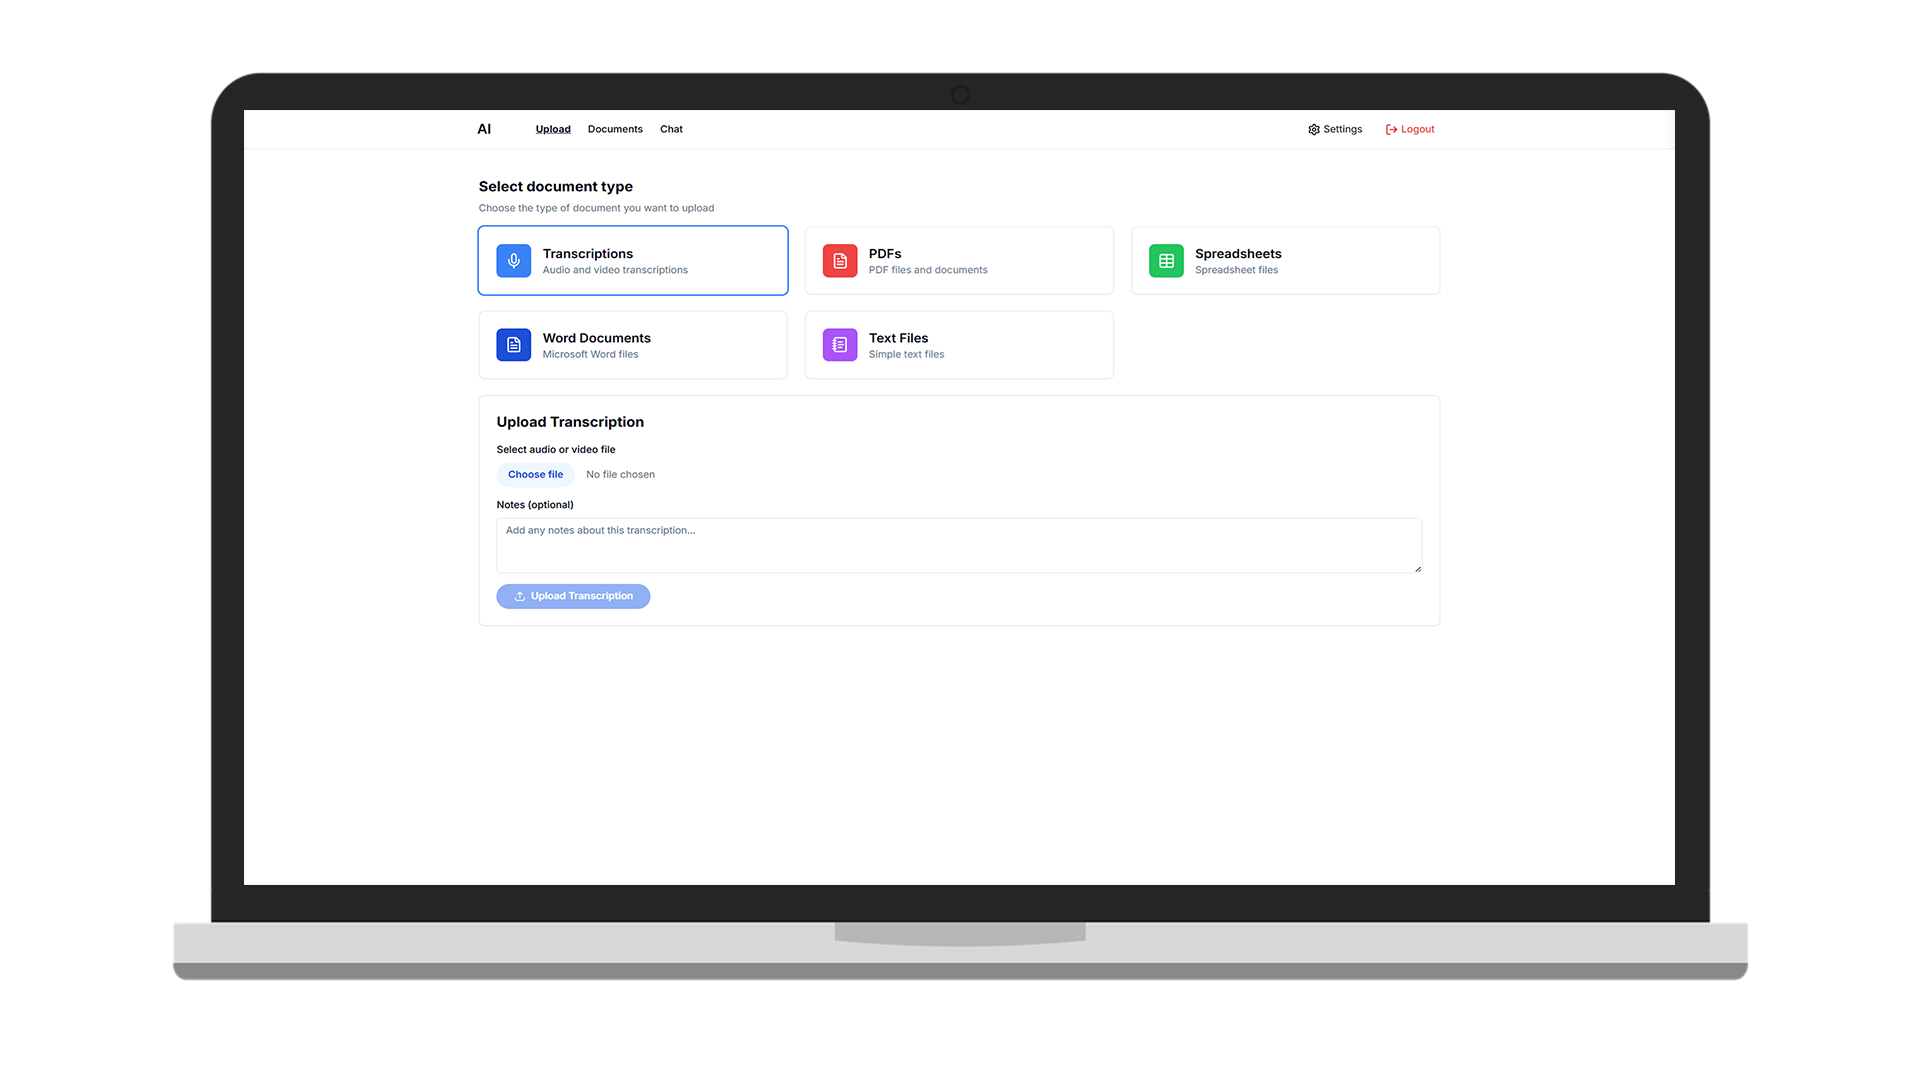 AI
Upload
Documents
Chat
Settings
Logout
Select document type
Choose the type of document you want to upload
Transcriptions
Audio and video transcriptions
PDFs
PDF files and documents
Spreadsheets
Spreadsheet files
Word Documents
Microsoft Word files
Text Files
Simple text files
Upload Transcription
Select audio or video file
Choose file
No file chosen
Notes (optional)
Add any notes about this transcription...
Upload Transcription